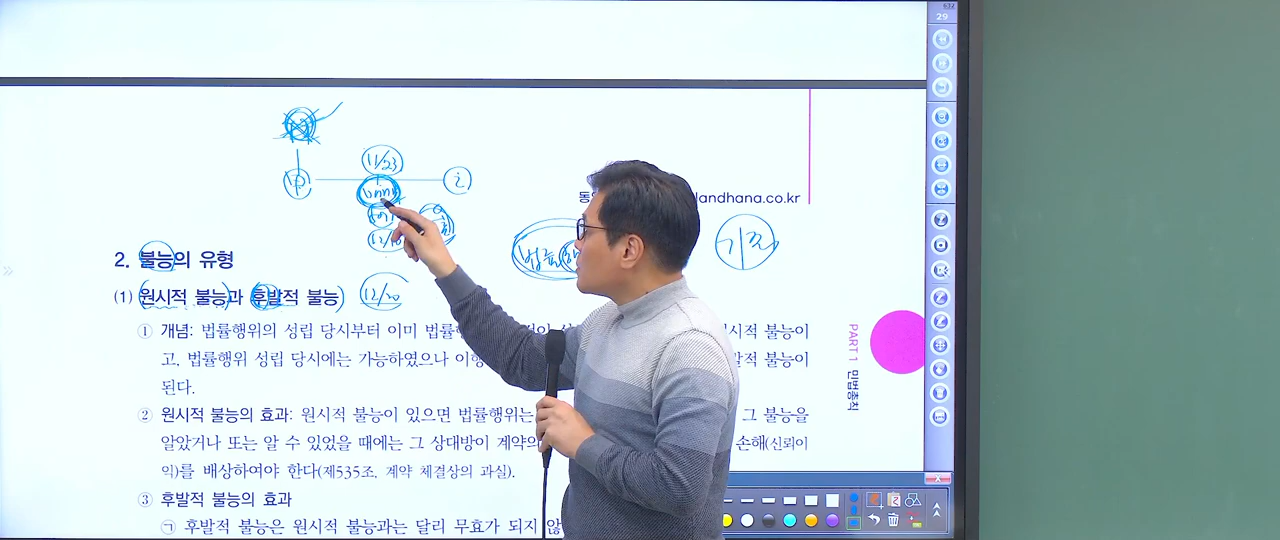 29
11/23
12/10
landhana.co.kr
기준
2. 불능의 유형
(1) 원시적 불능과 후발적 불능) 12/20
① 개념: 법률행위의 성립 당시부터 이미 법률행 시적 불능이
고, 법률행위 성립 당시에는 가능하였으나 이행 발적 불능이
된다.
② 원시적 불능의 효과: 원시적 불능이 있으면 법률행위는 그 불능을
알았거나 또는 알 수 있었을 때에는 그 상대방이 계약의 손해(신뢰이
익)를 배상하여야 한다(제535조, 계약 체결상의 과실).
③ 후발적 불능의 효과
㉠ 후발적 불능은 원시적 불능과는 달리 무효가 되지 않
PART 1 민법총칙